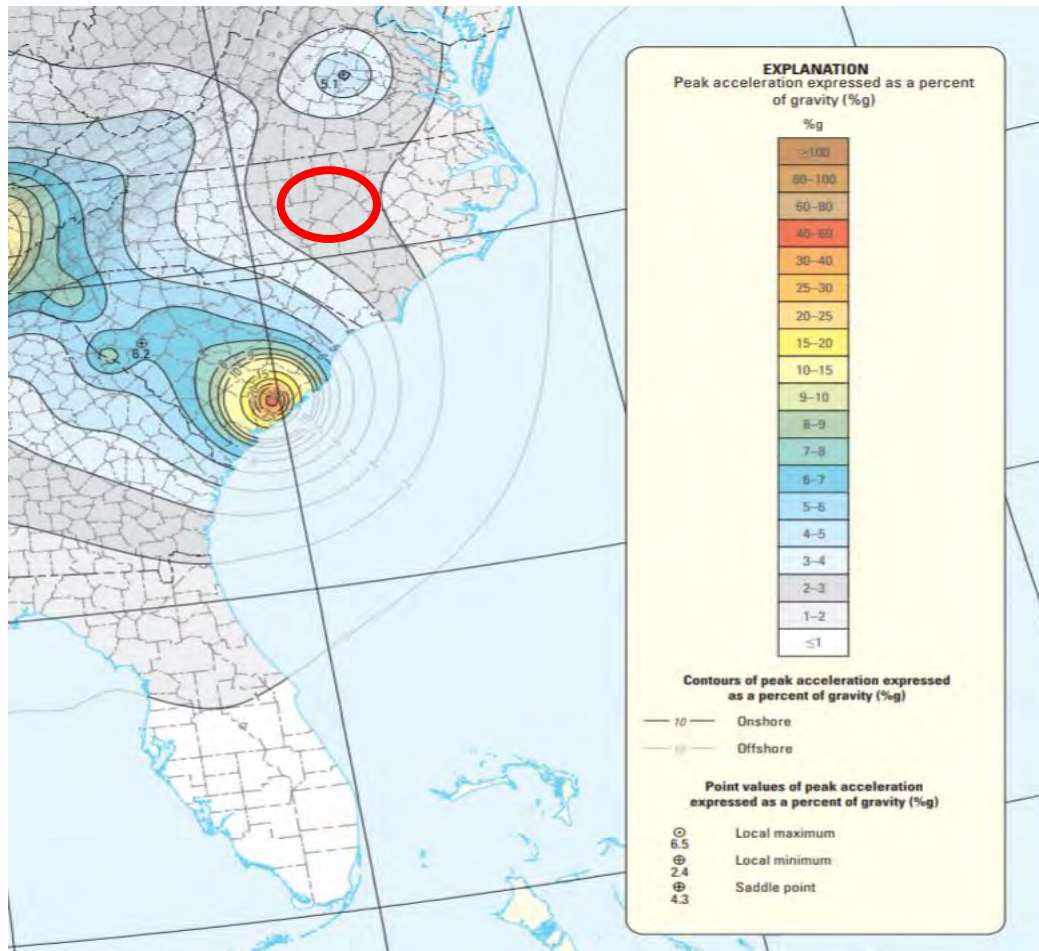 5.1
6.2
10
15
EXPLANATION
Peak acceleration expressed as a percent
of gravity (%g)
%g
≥100
80–100
60–80
40–60
30–40
25–30
20–25
15–20
10–15
9–10
8–9
7–8
6–7
5–6
4–5
3–4
2–3
1–2
≤1
Contours of peak acceleration expressed
as a percent of gravity (%g)
10
Onshore
10
Offshore
Point values of peak acceleration
expressed as a percent of gravity (%g)
Local maximum
6.5
Local minimum
2.4
Saddle point
4.3